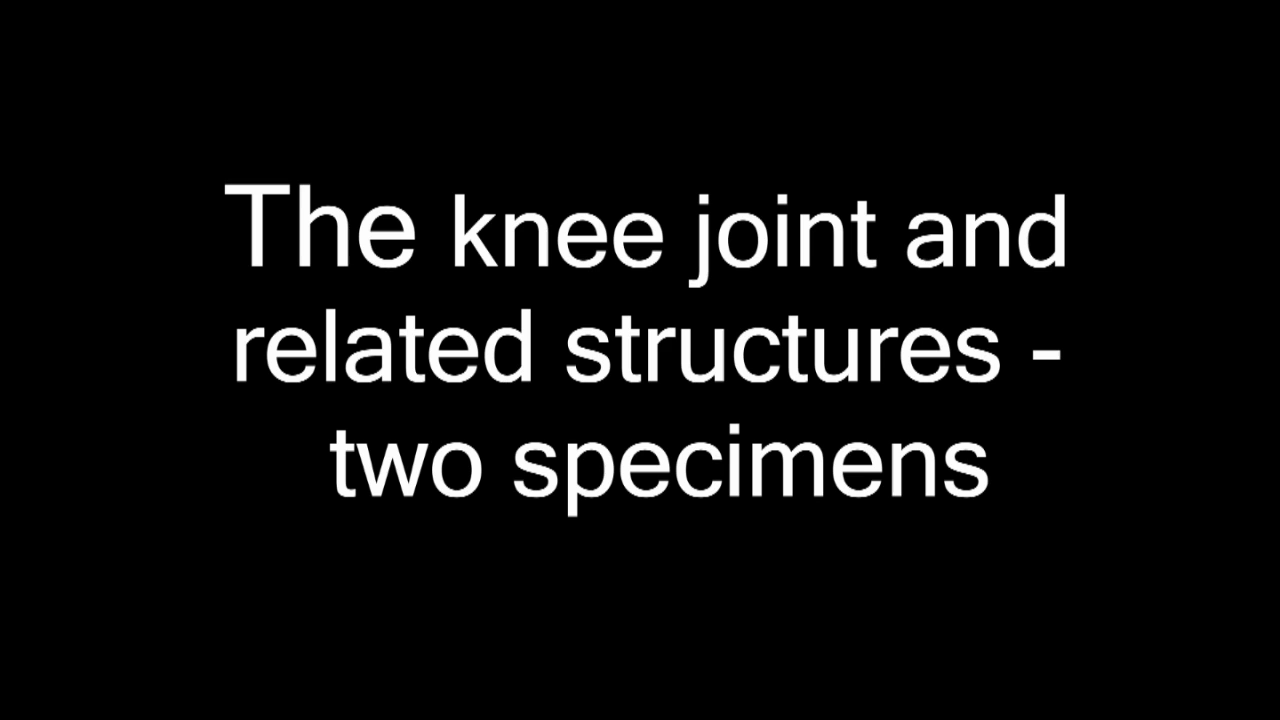 The knee joint and
related structures -
two specimens